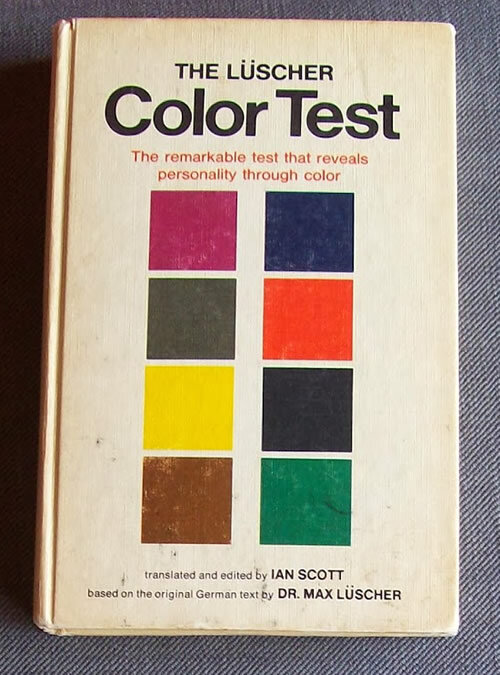 THE LÜSCHER
Color Test
The remarkable test that reveals
personality through color
translated and edited by IAN SCOTT
based on the original German text by DR. MAX LÜSCHER